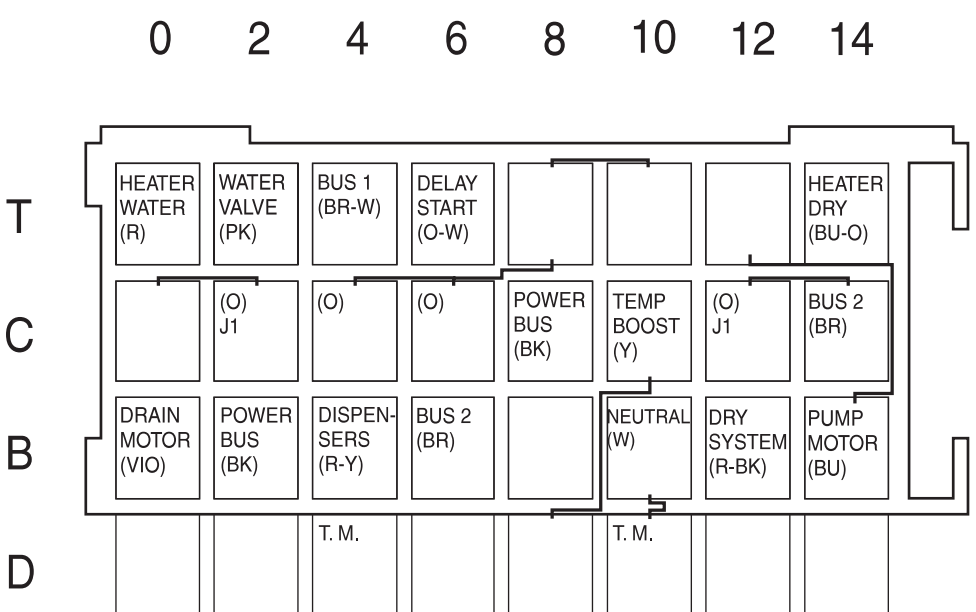 0 2 4 6 8 10 12 14
T
HEATER
WATER
(R)
WATER
VALVE
(PK)
BUS 1
(BR-W)
DELAY
START
(O-W)
HEATER
DRY
(BU-O)
C
(O)
J1
(O)
(O)
POWER
BUS
(BK)
TEMP
BOOST
(Y)
(O)
J1
BUS 2
(BR)
B
DRAIN
MOTOR
(VIO)
POWER
BUS
(BK)
DISPEN-
SERS
(R-Y)
BUS 2
(BR)
NEUTRAL
(W)
DRY
SYSTEM
(R-BK)
PUMP
MOTOR
(BU)
D
T. M.
T. M.